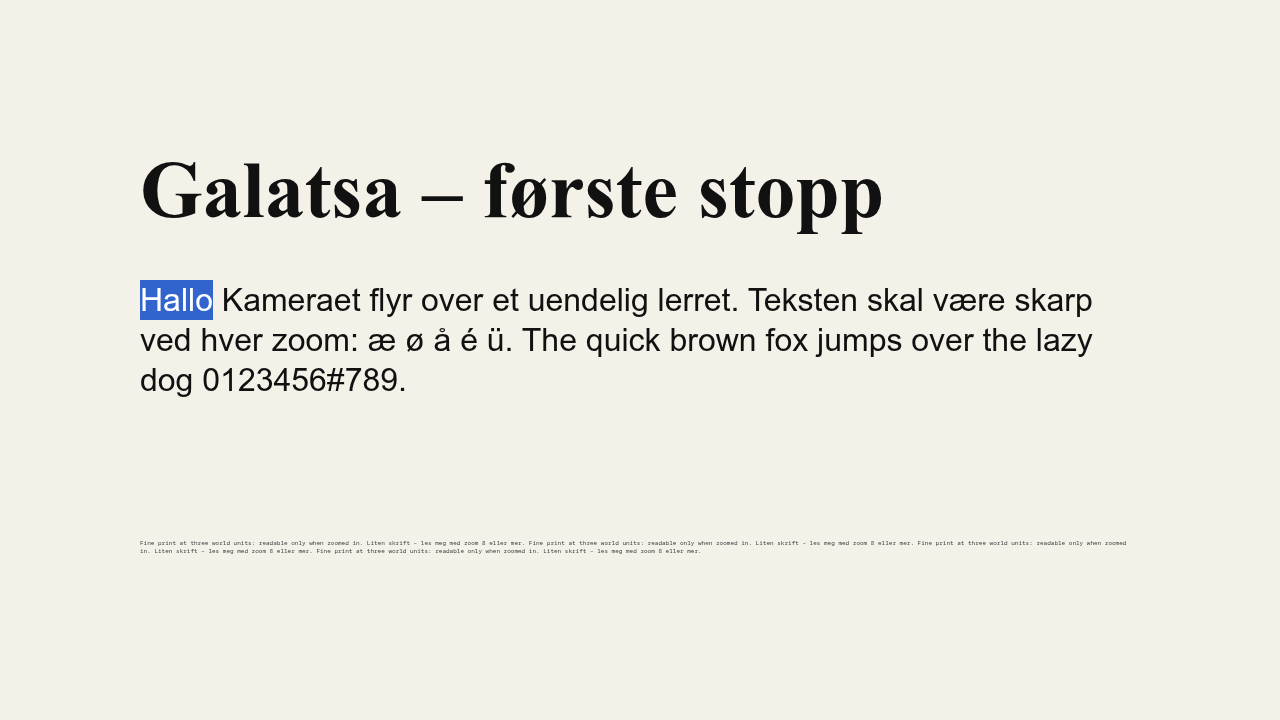 Galatsa – første stopp
Hallo Kameraet flyr over et uendelig lerret. Teksten skal være skarp
ved hver zoom: æ ø å é ü. The quick brown fox jumps over the lazy
dog 0123456#789.
Fine print at three world units: readable only when zoomed in. Liten skrift – les meg med zoom 8 eller mer. Fine print at three world units: readable only when zoomed in. Liten skrift – les meg med zoom 8 eller mer. Fine print at three world units: readable only when zoomed
in. Liten skrift – les meg med zoom 8 eller mer. Fine print at three world units: readable only when zoomed in. Liten skrift – les meg med zoom 8 eller mer.